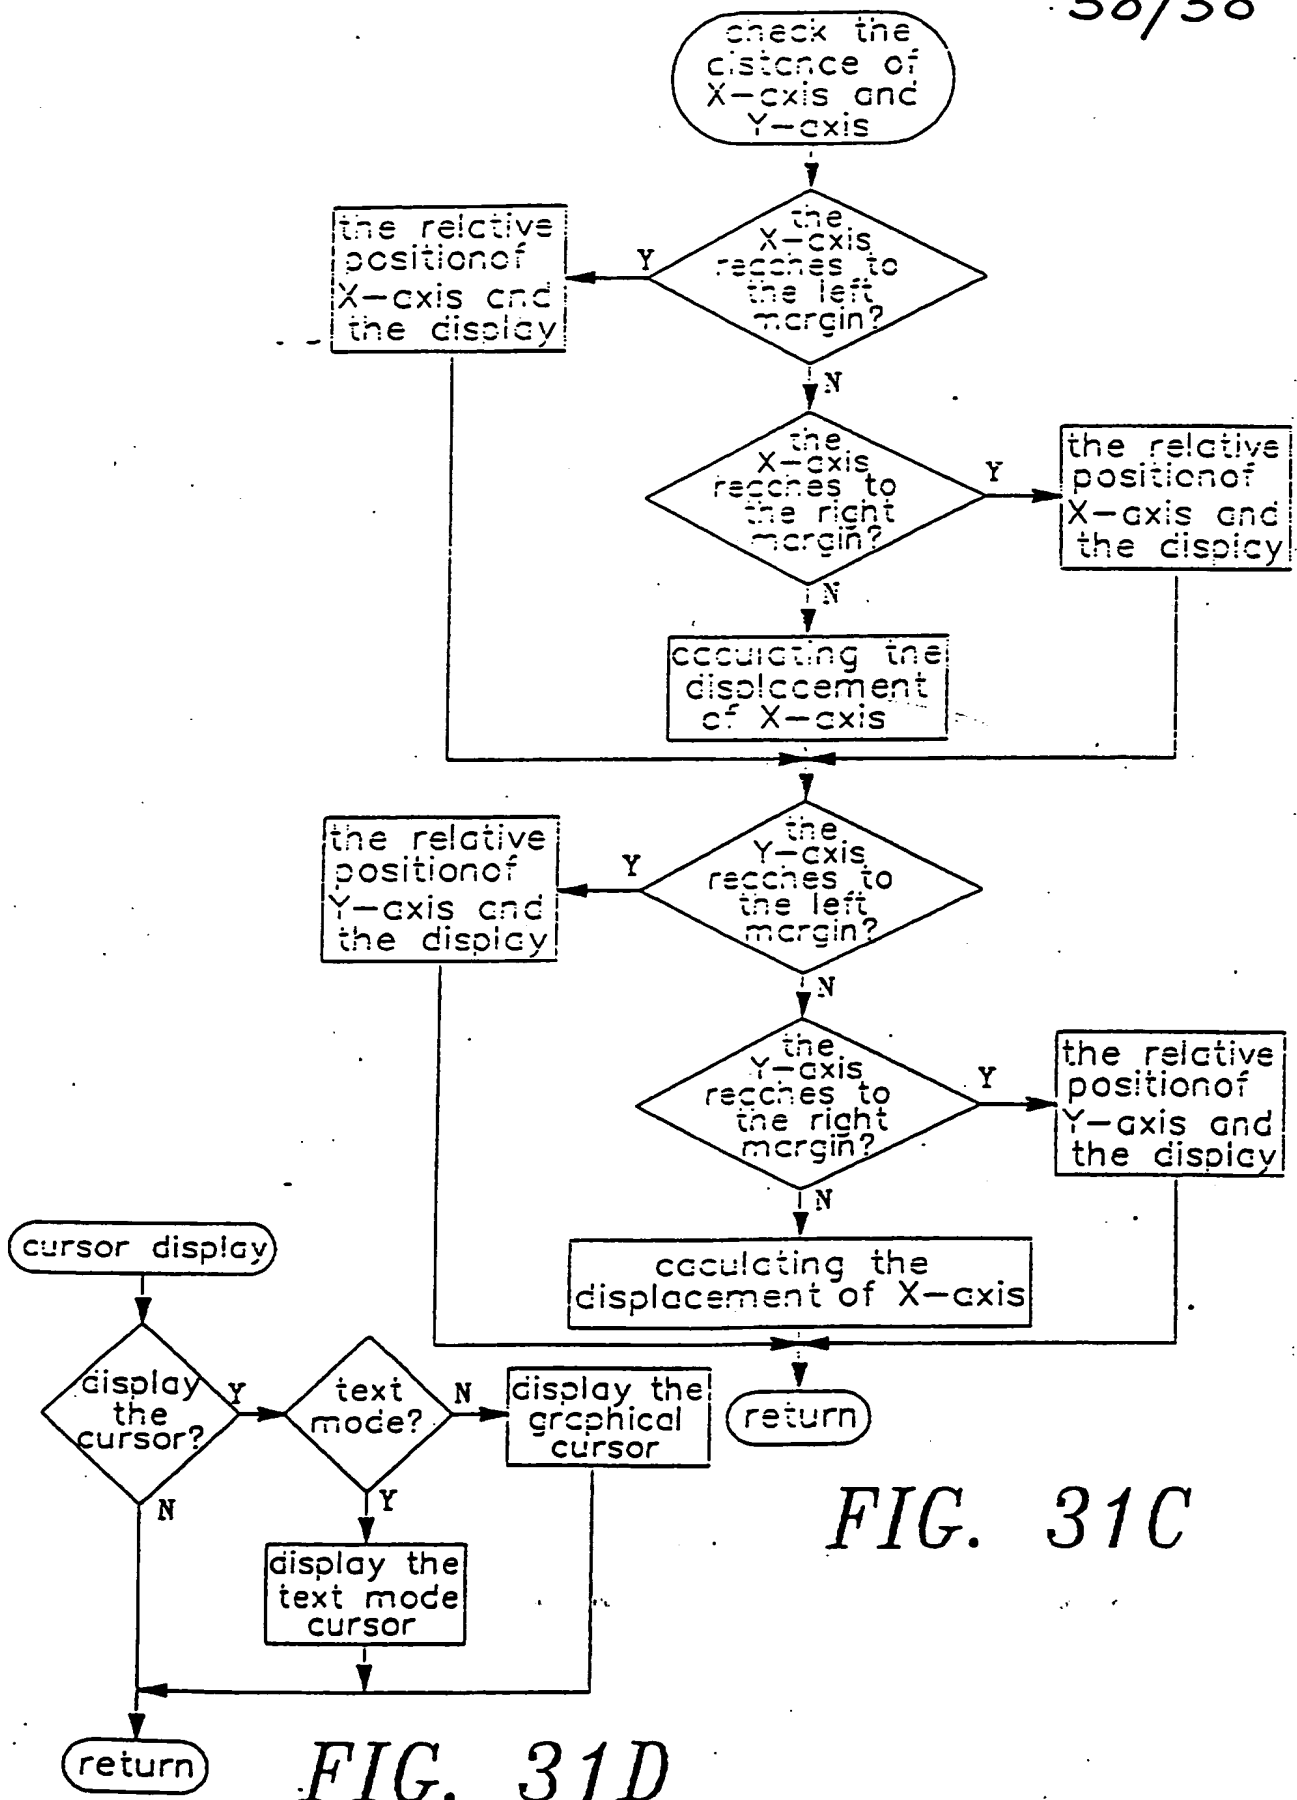 38/38
check the
distance of
X-axis and
Y-axis
the
X-axis
reaches to
the left
margin?
Y
the relative
positionof
X-axis and
the display
N
the
X-axis
reaches to
the right
margin?
Y
the relative
positionof
X-axis and
the display
N
caculating the
displacement
of X-axis
the
Y-axis
reaches to
the left
margin?
Y
the relative
positionof
Y-axis and
the display
N
the
Y-axis
reaches to
the right
margin?
Y
the relative
positionof
Y-axis and
the display
N
caculating the
displacement of X-axis
return
FIG. 31C
cursor display
display
the
cursor?
Y
N
text
mode?
N
Y
display the
graphical
cursor
display the
text mode
cursor
return
FIG. 31D